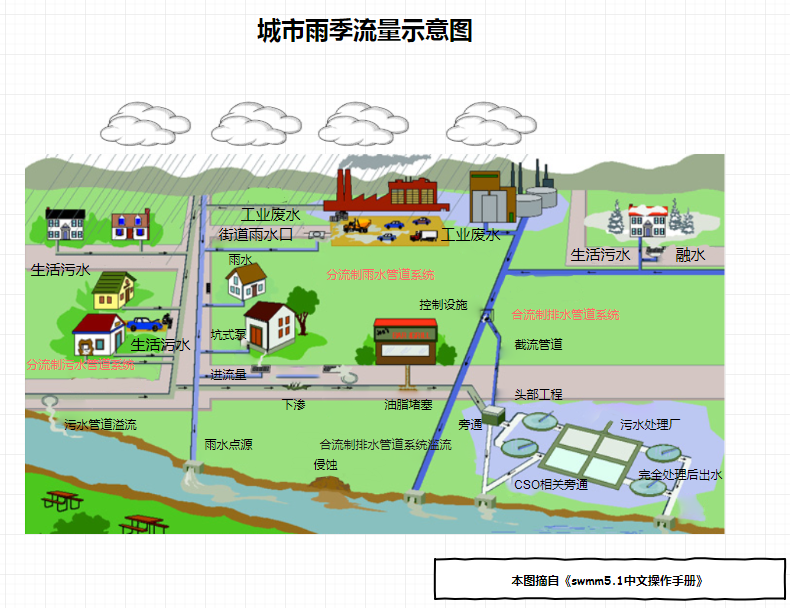 城市雨季流量示意图
工业废水
街道雨水口
工业废水
雨水
生活污水
融水
生活污水
分流制雨水管道系统
控制设施
合流制排水管道系统
坑式泵
生活污水
截流管道
分流制污水管道系统
进流量
头部工程
下渗
油脂堵塞
污水管道溢流
旁通
污水处理厂
雨水点源
合流制排水管道系统溢流
侵蚀
完全处理后出水
CSO相关旁通
本图摘自《swmm5.1中文操作手册》